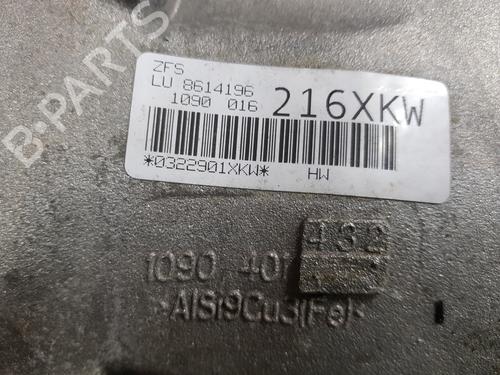 B-PARTS
ZFS
LU 8614196
1090 016
216XKW
*0322901XKW* HW
432
1090 401
>AlSi9Cu3(Fe)<